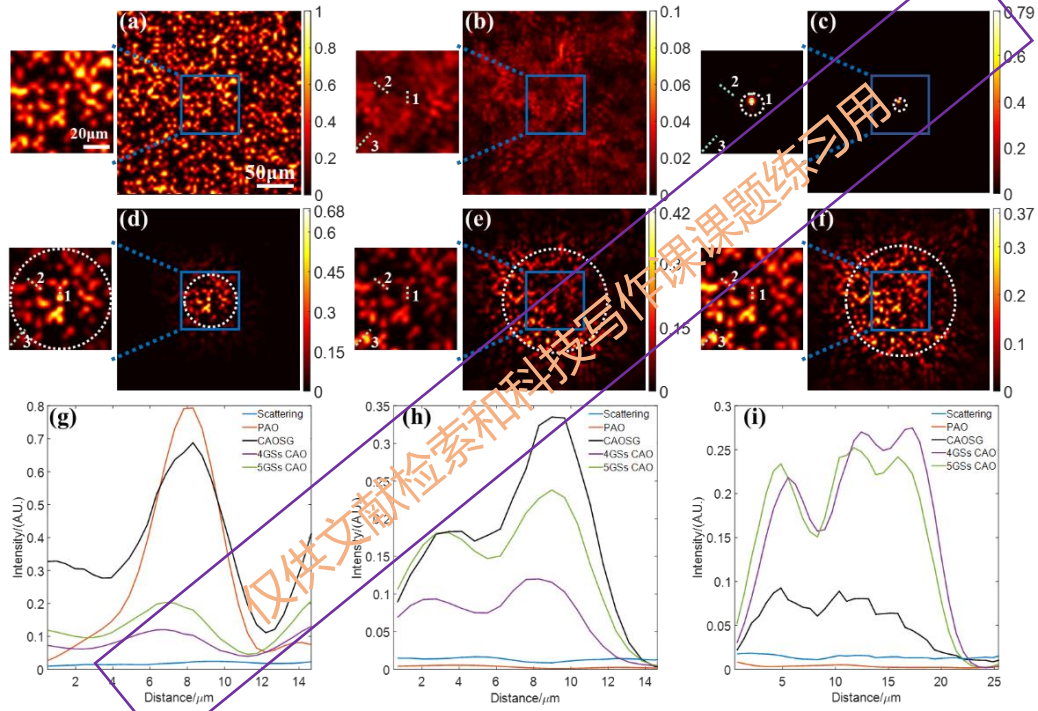 (a)
1
0.8
0.6
0.4
0.2
0
20μm
50μm
(b)
0.1
0.08
0.06
0.04
0.02
0
2
1
3
(c)
0.79
0.6
0.4
0.2
0
2
1
3
(d)
0.68
0.45
0.3
0.15
0
2
1
3
(e)
0.42
0.3
0.15
0
2
1
3
(f)
0.37
0.3
0.2
0.1
0
2
1
3
(g)
0.8
0.7
0.6
0.5
0.4
0.3
0.2
0.1
0
2 4 6 8 10 12 14
Intensity/(A.U.)
Distance/μm
Scattering
PAO
CAOSG
4GSs CAO
5GSs CAO
(h)
0.35
0.3
0.25
0.2
0.15
0.1
0.05
0
2 4 6 8 10 12 14
Intensity/(A.U.)
Distance/μm
Scattering
PAO
CAOSG
4GSs CAO
5GSs CAO
(i)
0.3
0.25
0.2
0.15
0.1
0.05
0
5 10 15 20 25
Intensity/(A.U.)
Distance/μm
Scattering
PAO
CAOSG
4GSs CAO
5GSs CAO
仅供文献检索和科技写作课课题练习用